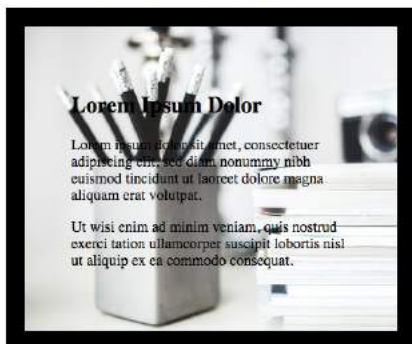 Lorem Ipsum Dolor
Lorem ipsum dolor sit amet, consectetuer
adipiscing elit, sed diam nonummy nibh
euismod tincidunt ut laoreet dolore magna
aliquam erat volutpat.
Ut wisi enim ad minim veniam, quis nostrud
exerci tation ullamcorper suscipit lobortis nisl
ut aliquip ex ea commodo consequat.